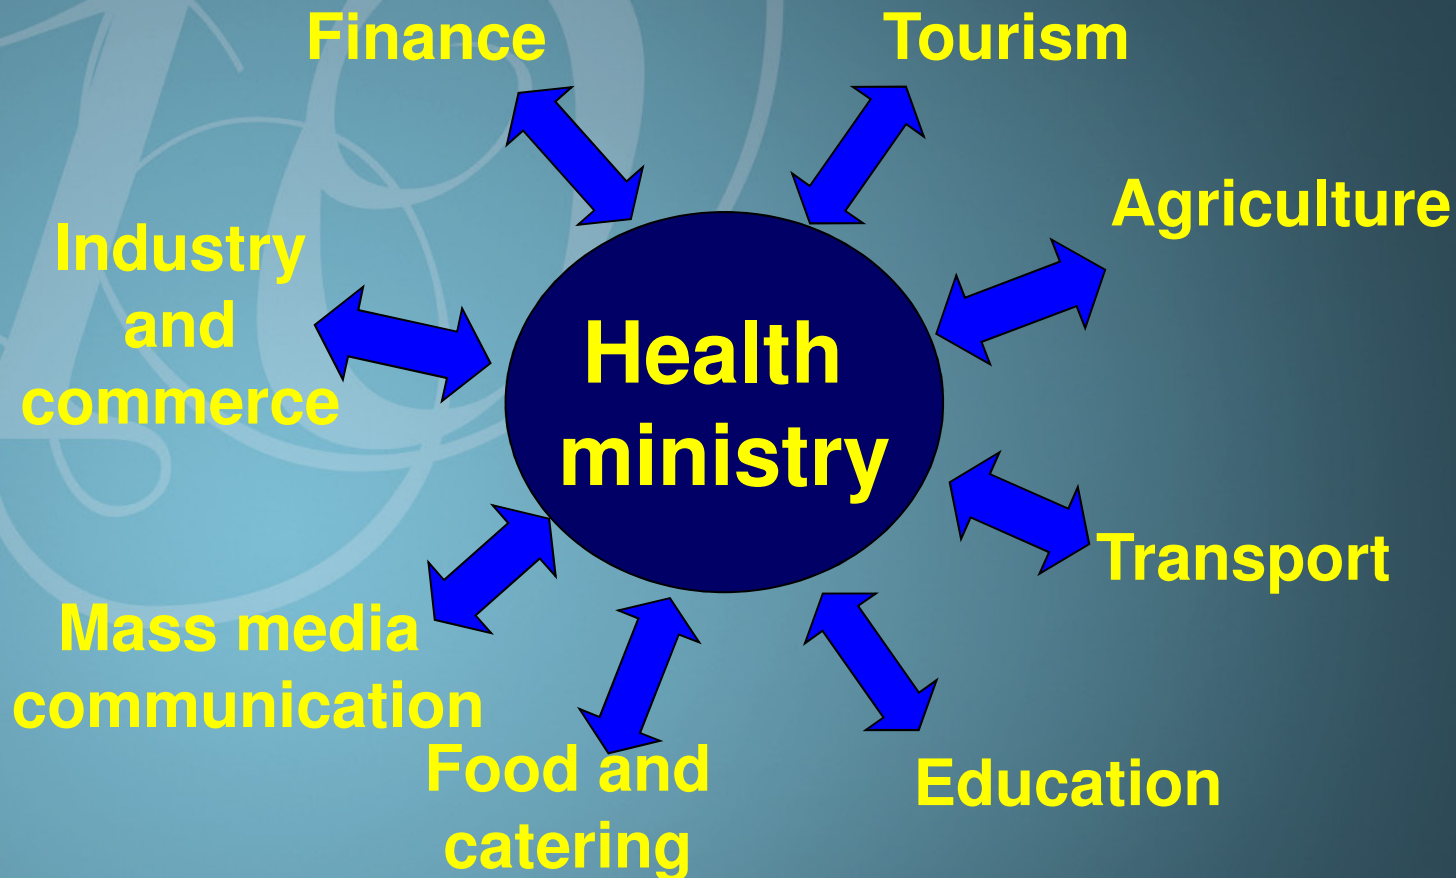 Finance
Tourism
Agriculture
Industry
and
commerce
Health
ministry
Transport
Mass media
communication
Food and
catering
Education